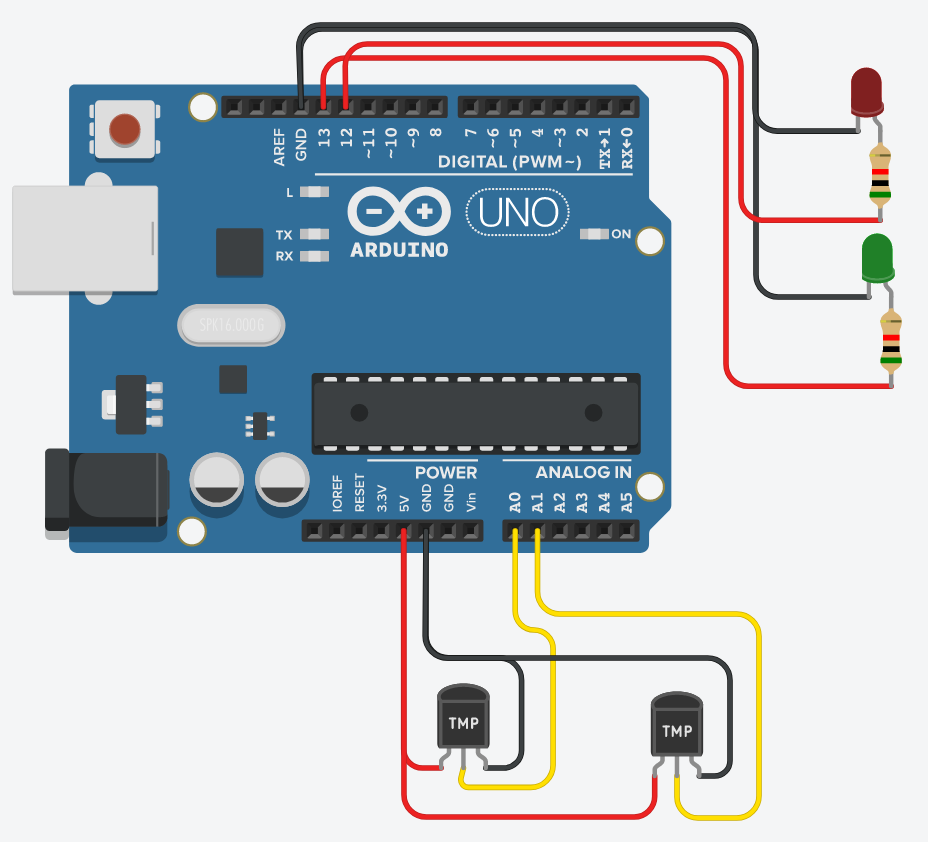 AREF
GND
13
12
~11
~10
~9
8
7
~6
~5
4
~3
2
TX→1
RX←0
DIGITAL (PWM~)
L
TX
RX
ARDUINO
UNO
ON
SPK16.000G
POWER
ANALOG IN
IOREF
RESET
3.3V
5V
GND
GND
Vin
A0
A1
A2
A3
A4
A5
TMP
TMP